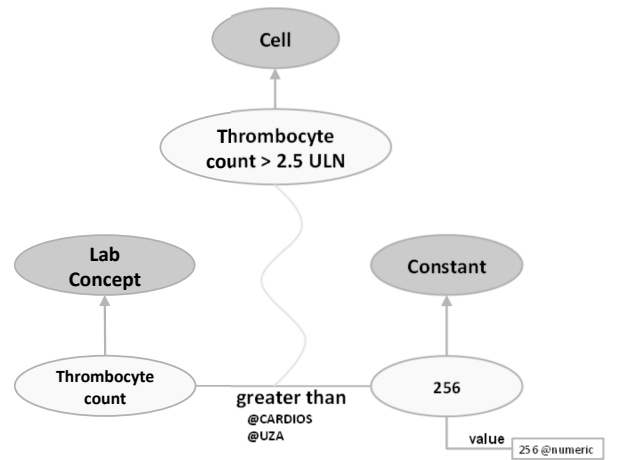 Cell
Thrombocyte
count > 2.5 ULN
Lab
Concept
Constant
Thrombocyte
count
256
greater than
@CARDIOS
@UZA
value
256 @numeric